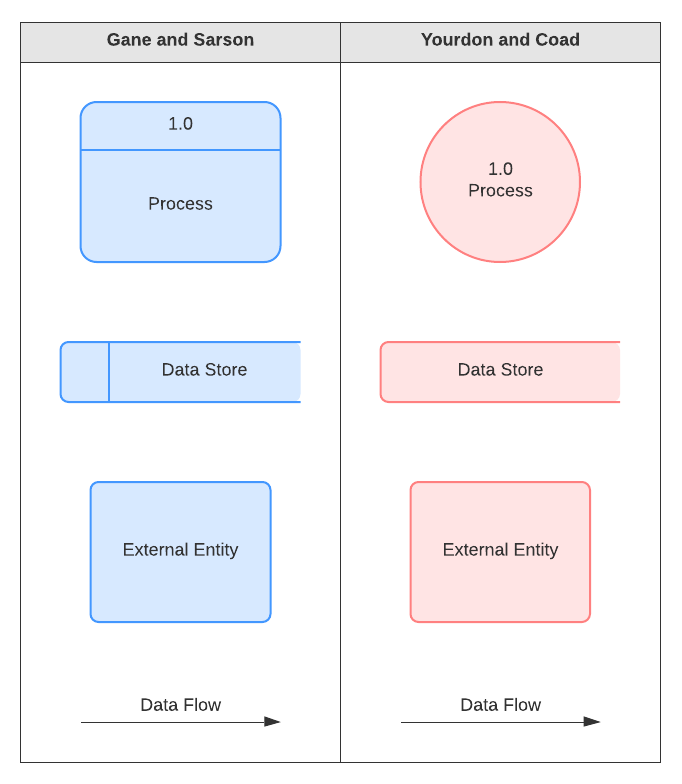 Gane and Sarson
Yourdon and Coad
1.0
Process
1.0
Process
Data Store
Data Store
External Entity
External Entity
Data Flow
Data Flow